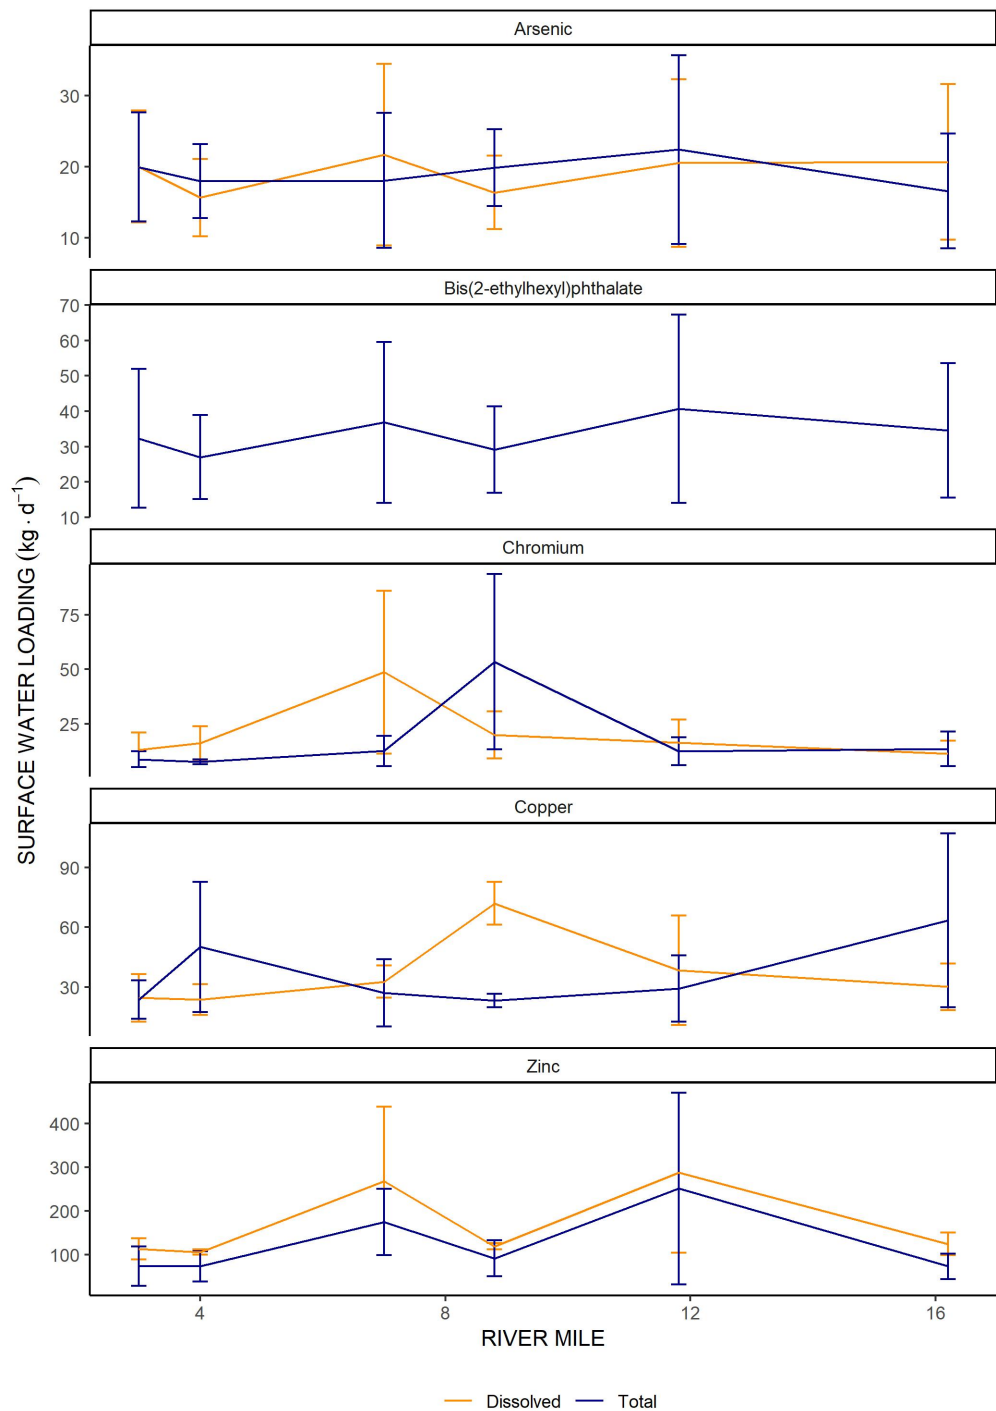 Arsenic
30
20
10
Bis(2-ethylhexyl)phthalate
70
60
50
40
30
20
10
Chromium
75
50
25
Copper
90
60
30
Zinc
400
300
200
100
4 8 12 16
SURFACE WATER LOADING (kg · d⁻¹)
RIVER MILE
Dissolved Total